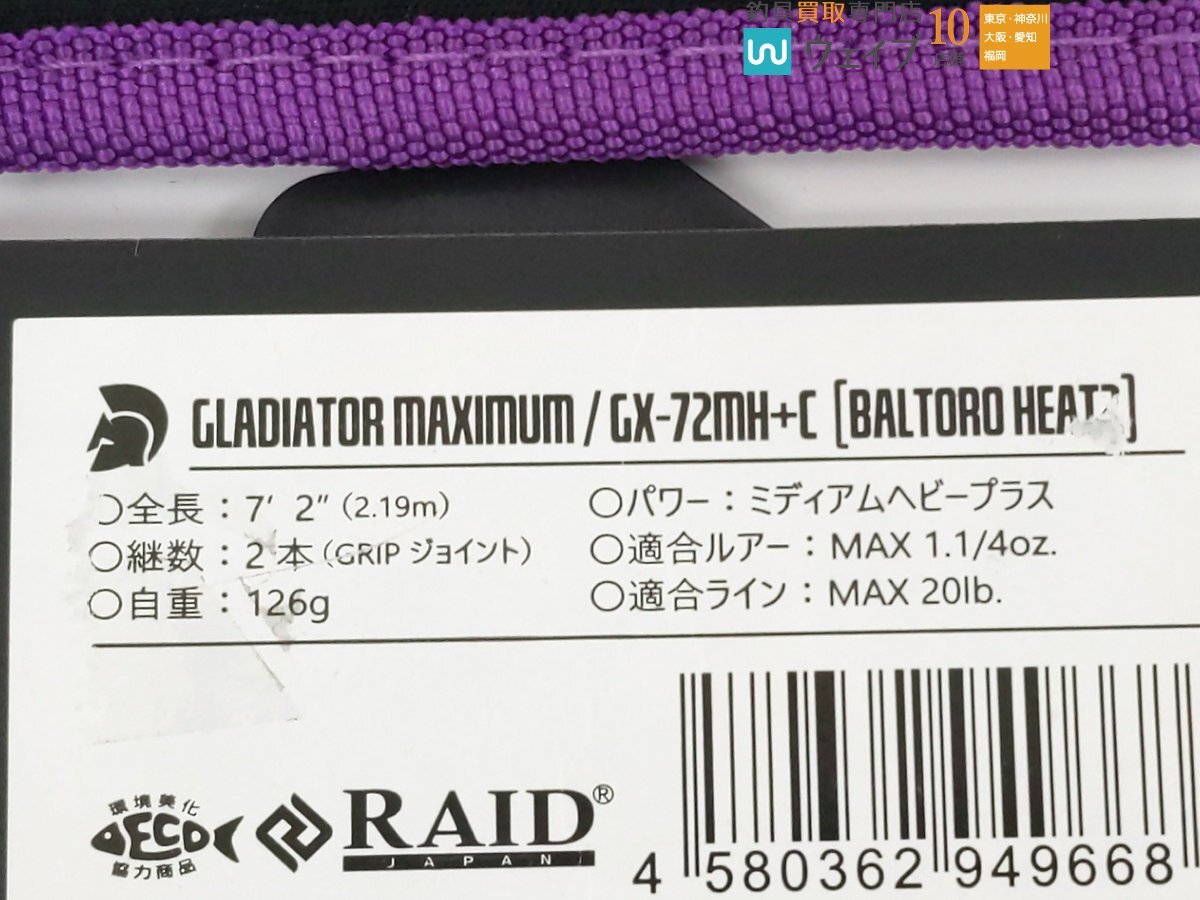 釣具買取専門店
ウェイブ 10店舗
東京・神奈川
大阪・愛知
福岡
GLADIATOR MAXIMUM / GX-72MH+C [BALTORO HEAT]
○全長：7′ 2″ (2.19m)
○継数：2 本（GRIP ジョイント）
○自重：126g
○パワー：ミディアムヘビープラス
○適合ルアー：MAX 1.1/4oz.
○適合ライン：MAX 20lb.
環境美化
ECO
協力商品
RAID®
JAPAN
4 580362 949668